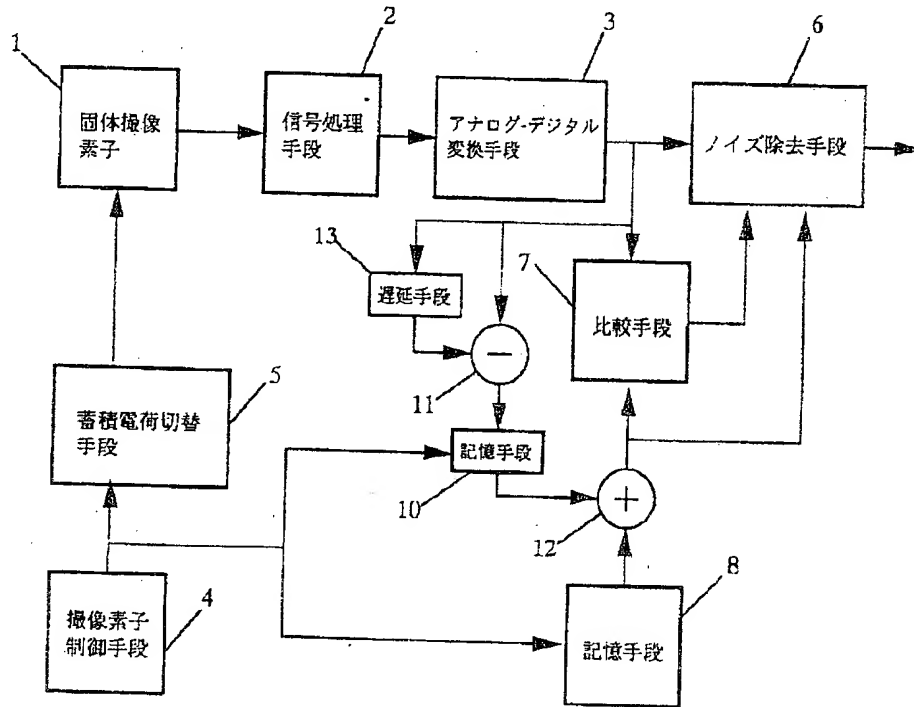 1
固体撮像
素子
2
信号処理
手段
3
アナログ-デジタル
変換手段
6
ノイズ除去手段
13
遅延手段
7
比較手段
−
11
5
蓄積電荷切替
手段
記憶手段
10
+
12
4
撮像素子
制御手段
8
記憶手段